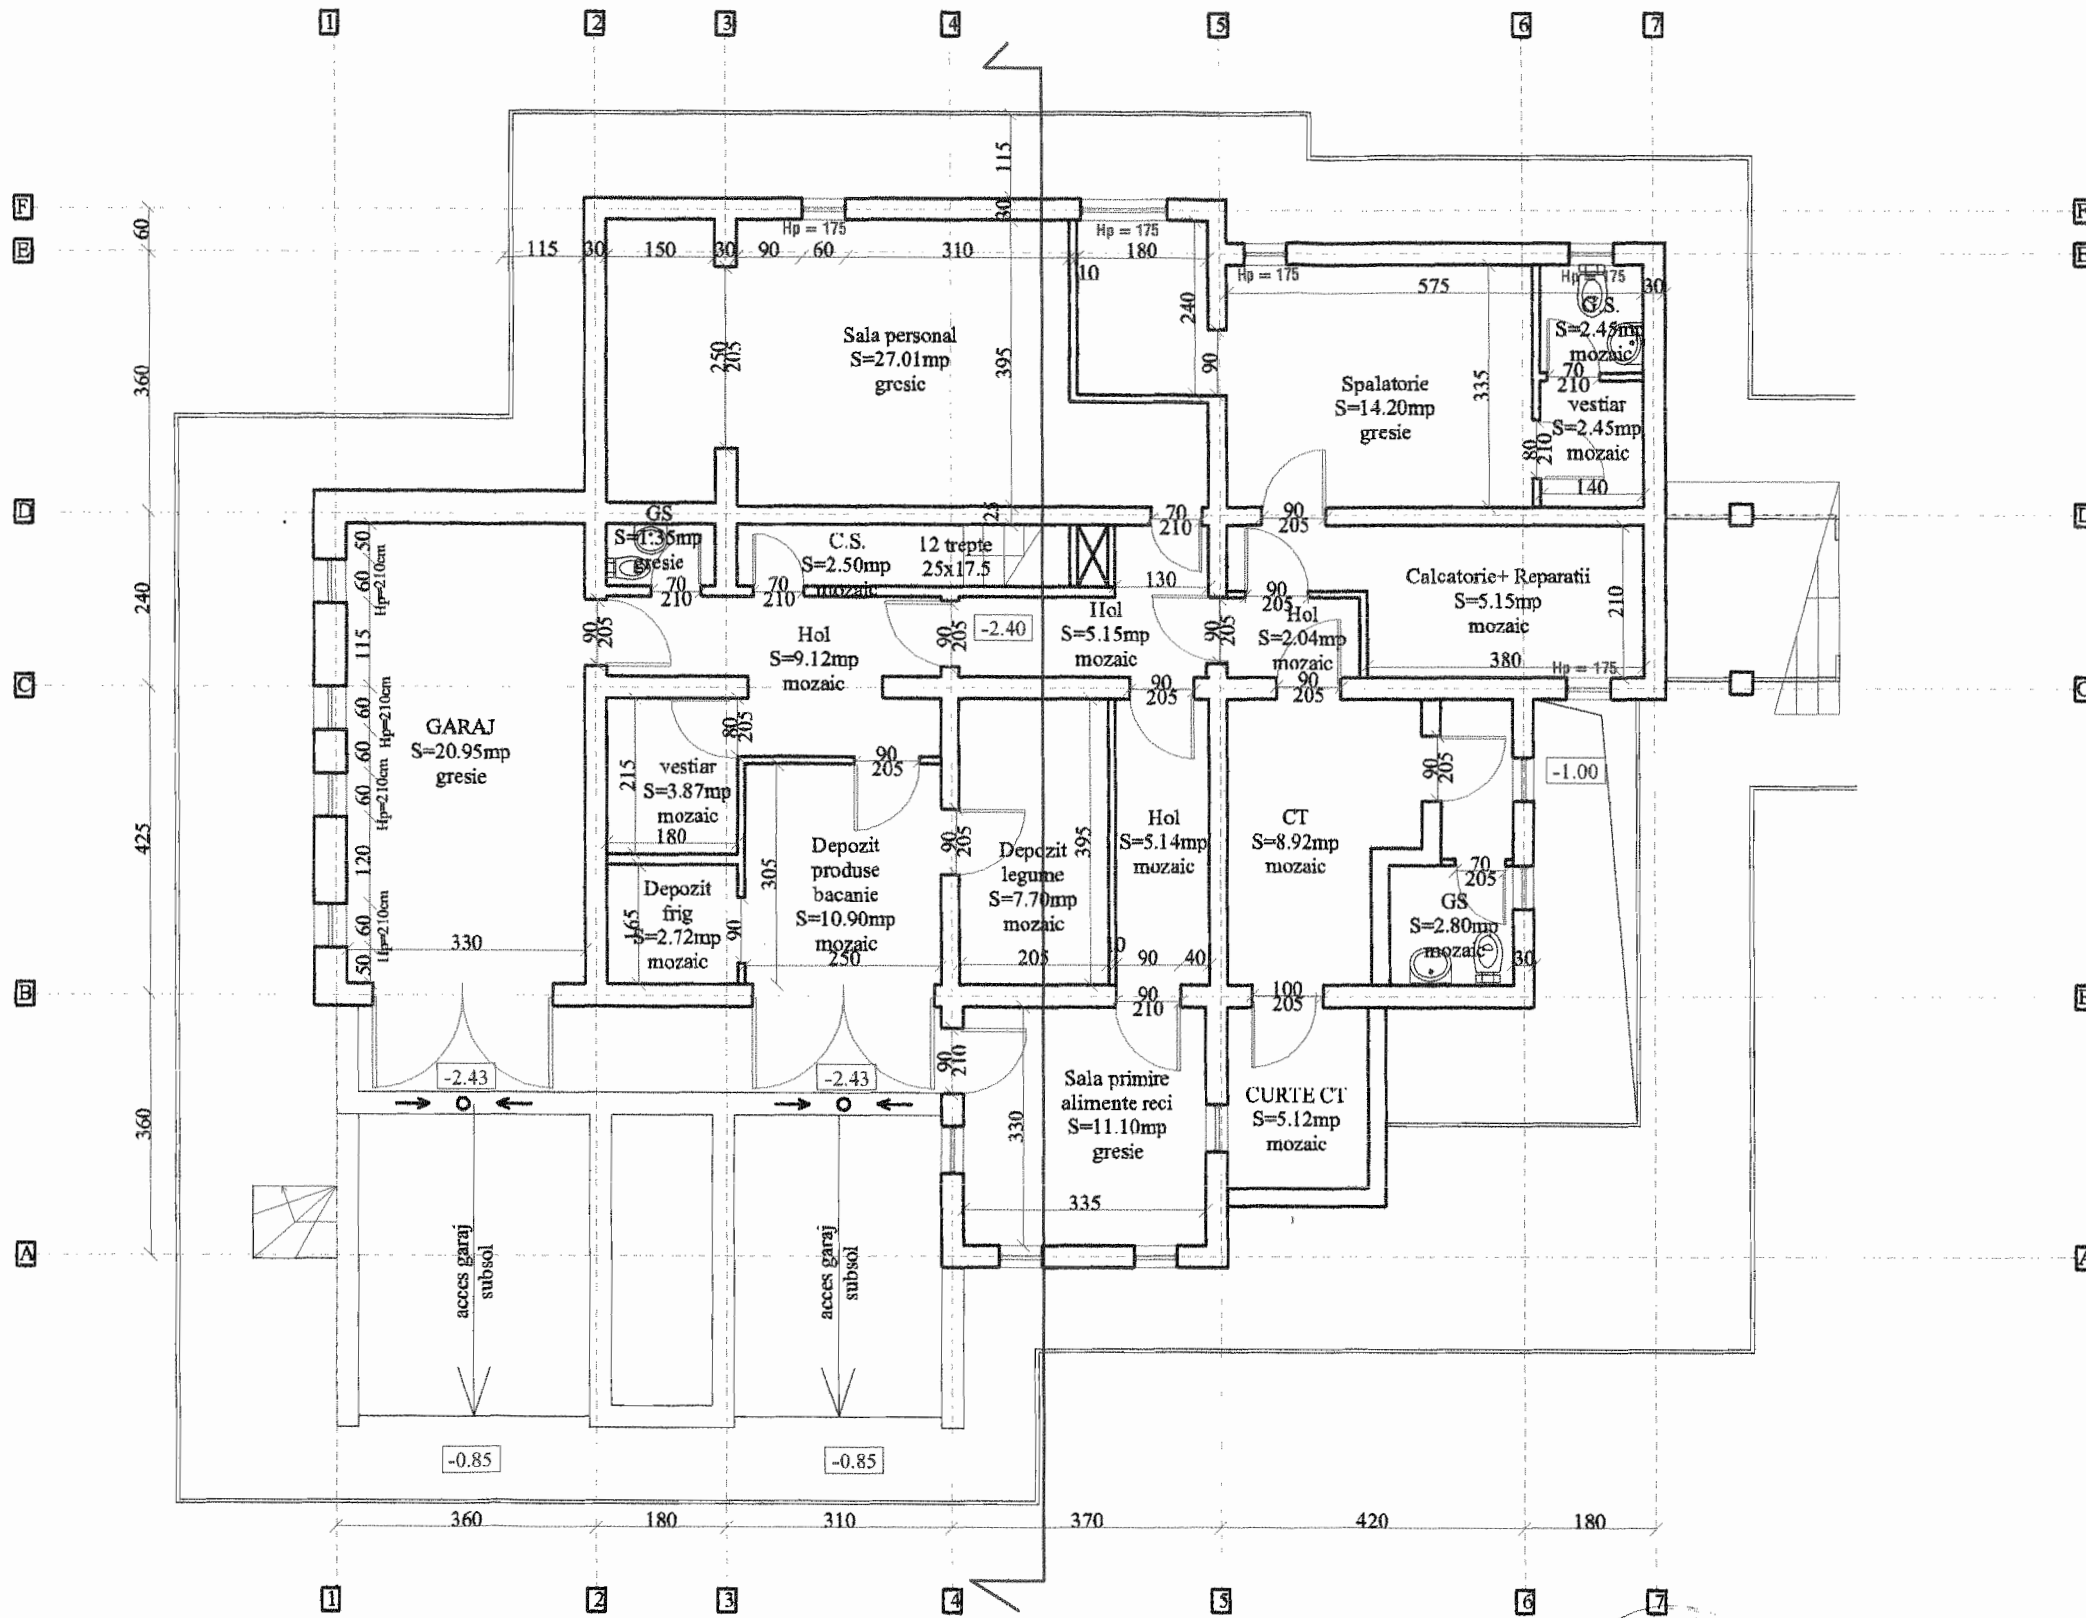 1 2 3 4 5 6 7
115
F 60 30 F
Hp = 175 Hp = 175
E 115 30 150 30 90 60 310 180 E
10 Hp = 175 Hp = 175
575 30
240 G.S.
S=2.45mp
mozaic
70
210
Sala personal
S=27.01mp
gresie
250
205
395
90
360
Spalatorie
S=14.20mp
gresie
335
vestiar
S=2.45mp
mozaic
80
210
140
D 25 D
70
210
90
205
50
GS
S=1.35mp
gresie
70
210
C.S.
S=2.50mp
mozaic
70
210
12 trepte
25x17.5
130
240
60
Hp=210cm
115
90
205
Hol
S=9.12mp
mozaic
90
205
-2.40
Hol
S=5.15mp
mozaic
90
205
90
205
Hol
S=2.04mp
mozaic
Calcatorie+ Reparatii
S=5.15mp
mozaic
210
380
Hp = 175
C C
90
205
90
205
60
Hp=210cm
60
GARAJ
S=20.95mp
gresie
80
205
215
vestiar
S=3.87mp
mozaic
180
90
205
90
205
-1.00
425
60
Hp=210cm
120
305
Depozit
produse
bacanie
S=10.90mp
mozaic
250
90
205
Depozit
legume
S=7.70mp
mozaic
395
205
Hol
S=5.14mp
mozaic
90 40
CT
S=8.92mp
mozaic
70
205
GS
S=2.80mp
mozaic
30
Depozit
frig
S=2.72mp
mozaic
165
90
60
Hp=210cm
50
330
B B
90
210
100
205
-2.43 -2.43
90
210
360
Sala primire
alimente reci
S=11.10mp
gresie
330
335
CURTE CT
S=5.12mp
mozaic
A A
acces garaj
subsol
acces garaj
subsol
-0.85 -0.85
360 180 310 370 420 180
1 2 3 4 5 6 7